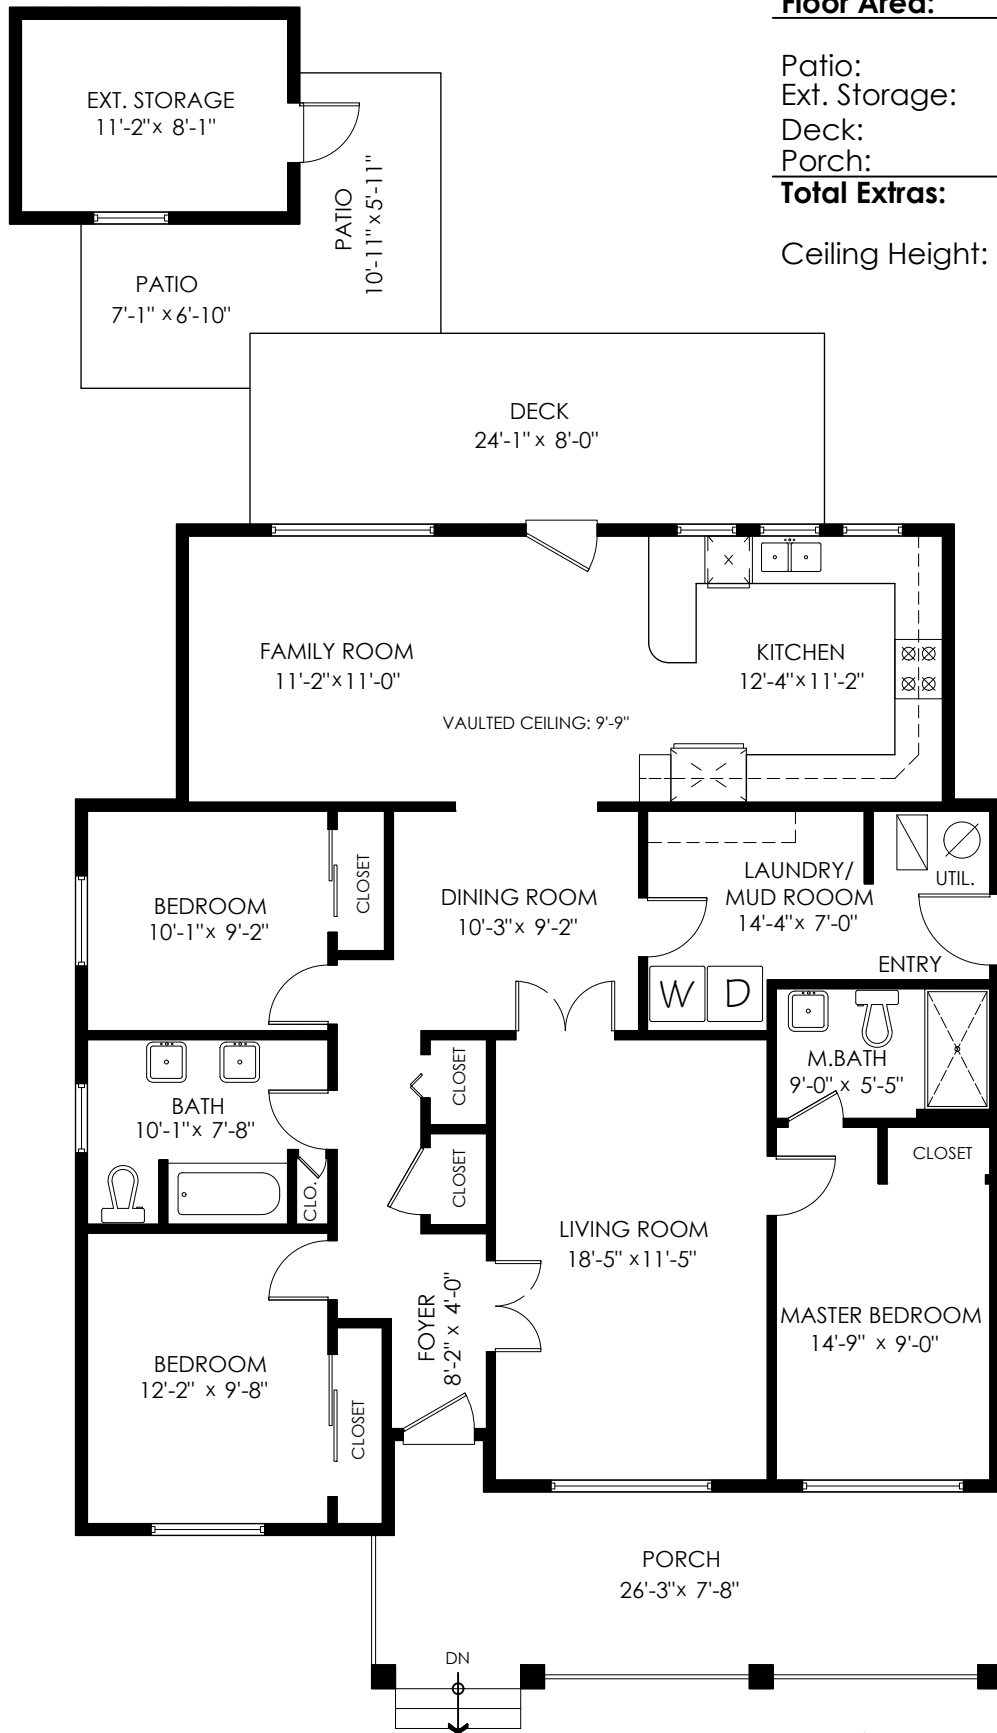 Floor Area:
Patio:
Ext. Storage:
Deck:
Porch:
Total Extras:
Ceiling Height:
EXT. STORAGE
11'-2" x 8'-1"
PATIO
10'-11" x 5'-11"
PATIO
7'-1" x 6'-10"
DECK
24'-1" x 8'-0"
FAMILY ROOM
11'-2" x 11'-0"
KITCHEN
12'-4" x 11'-2"
VAULTED CEILING: 9'-9"
BEDROOM
10'-1" x 9'-2"
CLOSET
DINING ROOM
10'-3" x 9'-2"
LAUNDRY/
MUD ROOOM
14'-4" x 7'-0"
UTIL.
ENTRY
W D
M.BATH
9'-0" x 5'-5"
BATH
10'-1" x 7'-8"
CLO.
CLOSET
CLOSET
CLOSET
LIVING ROOM
18'-5" x 11'-5"
MASTER BEDROOM
14'-9" x 9'-0"
FOYER
8'-2" x 4'-0"
BEDROOM
12'-2" x 9'-8"
CLOSET
PORCH
26'-3" x 7'-8"
DN